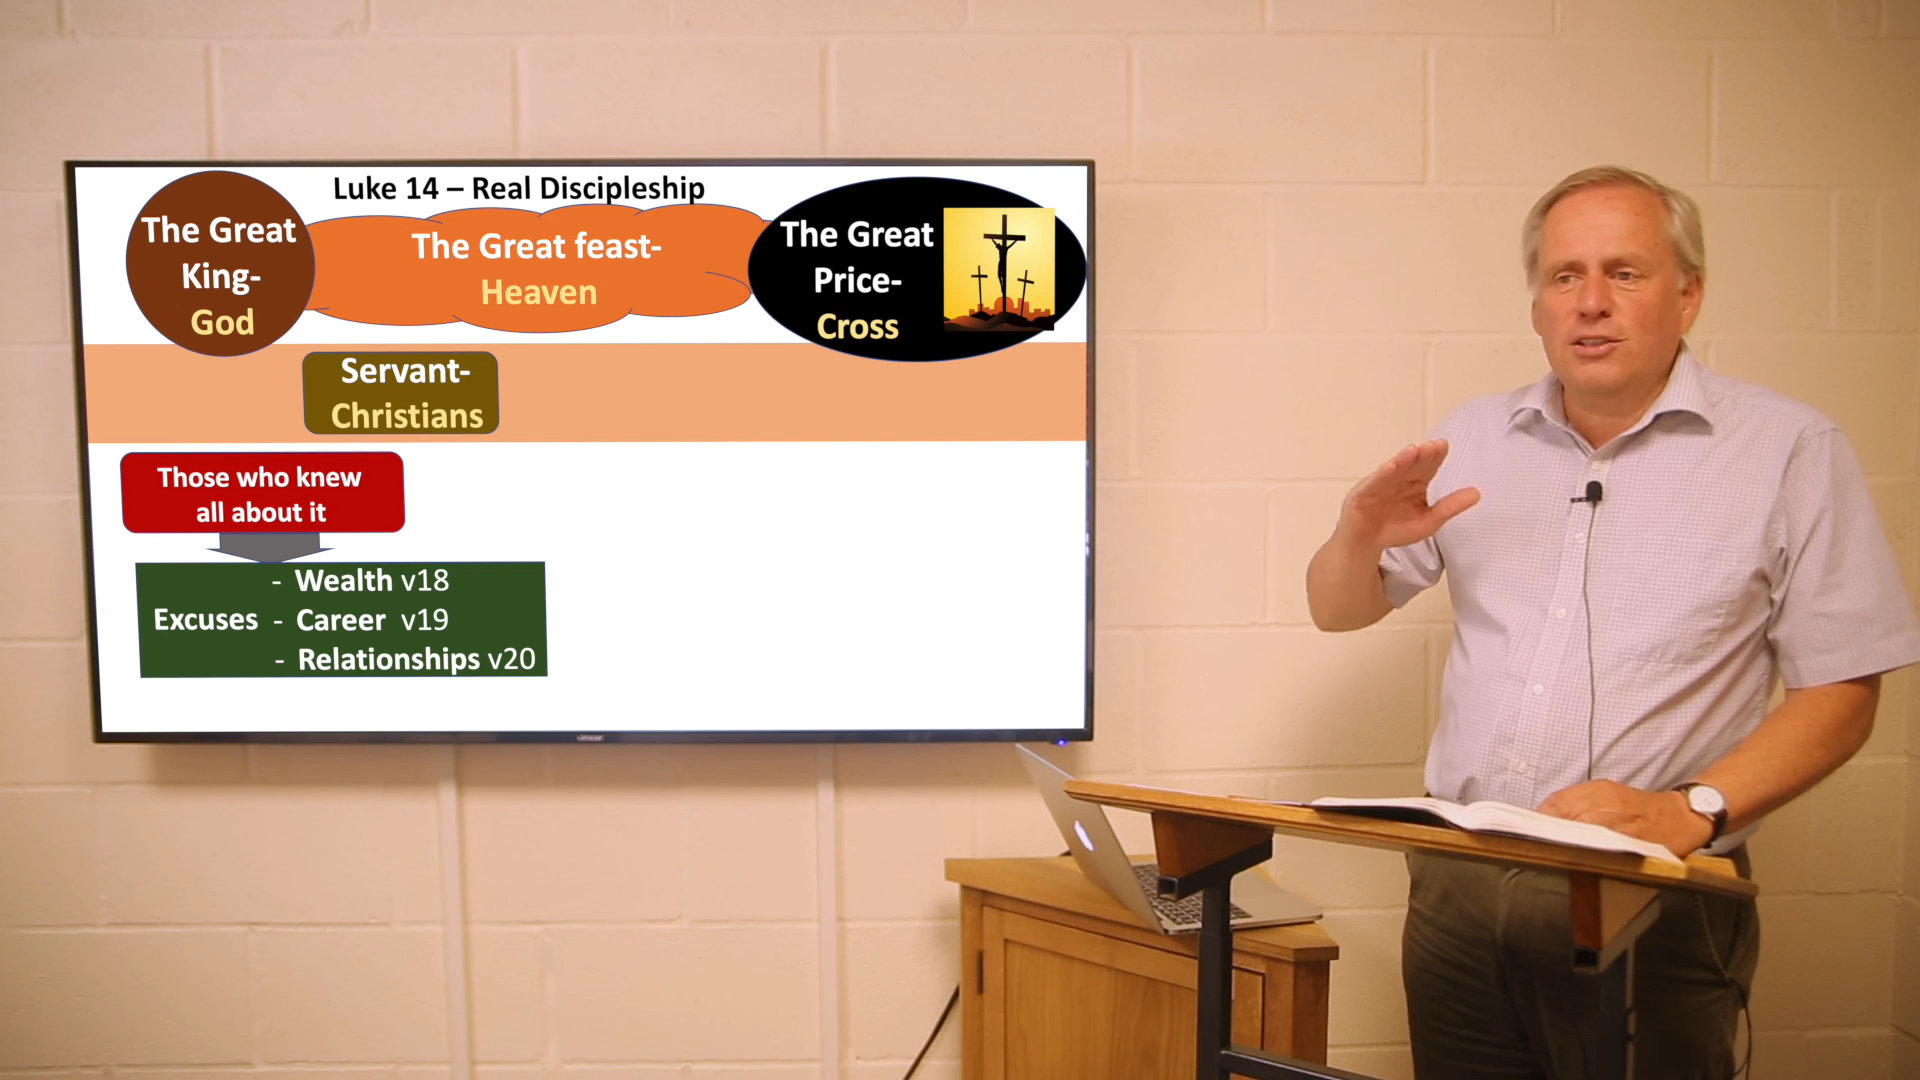 Luke 14 – Real Discipleship
The Great
King-
God
The Great feast-
Heaven
The Great
Price-
Cross
Servant-
Christians
Those who knew
all about it
Excuses
- Wealth v18
- Career v19
- Relationships v20